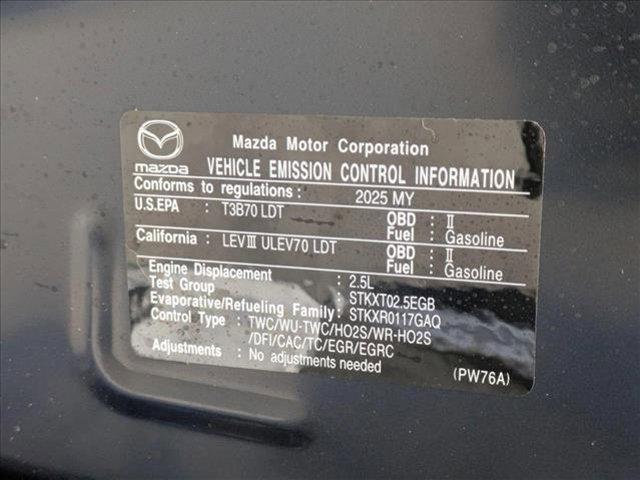 Mazda Motor Corporation
mazda VEHICLE EMISSION CONTROL INFORMATION
Conforms to regulations : 2025 MY
U.S.EPA : T3B70 LDT OBD : II
Fuel : Gasoline
California : LEVIII ULEV70 LDT OBD : II
Fuel : Gasoline
Engine Displacement : 2.5L
Test Group : STKXT02.5EGB
Evaporative/Refueling Family : STKXR0117GAQ
Control Type : TWC/WU-TWC/HO2S/WR-HO2S
/DFI/CAC/TC/EGR/EGRC
Adjustments : No adjustments needed
(PW76A)